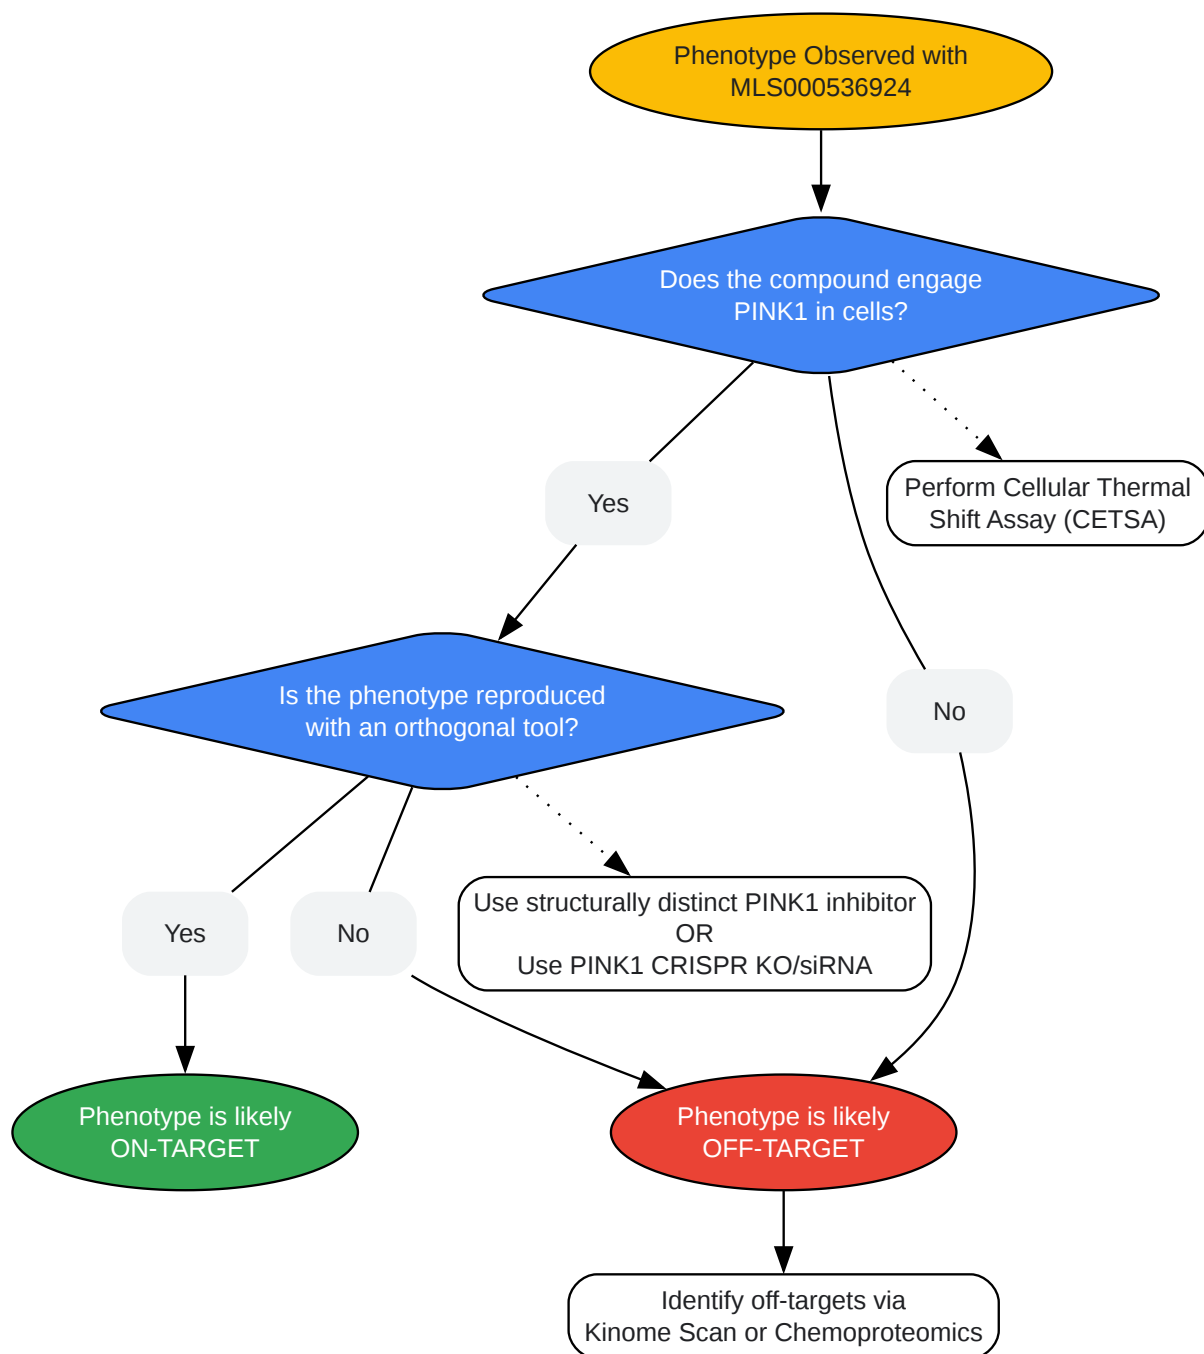 Phenotype Observed with
MLS000536924
Does the compound engage
PINK1 in cells?
Yes
Perform Cellular Thermal
Shift Assay (CETSA)
Is the phenotype reproduced
with an orthogonal tool?
No
Yes
No
Use structurally distinct PINK1 inhibitor
OR
Use PINK1 CRISPR KO/siRNA
Phenotype is likely
ON-TARGET
Phenotype is likely
OFF-TARGET
Identify off-targets via
Kinome Scan or Chemoproteomics